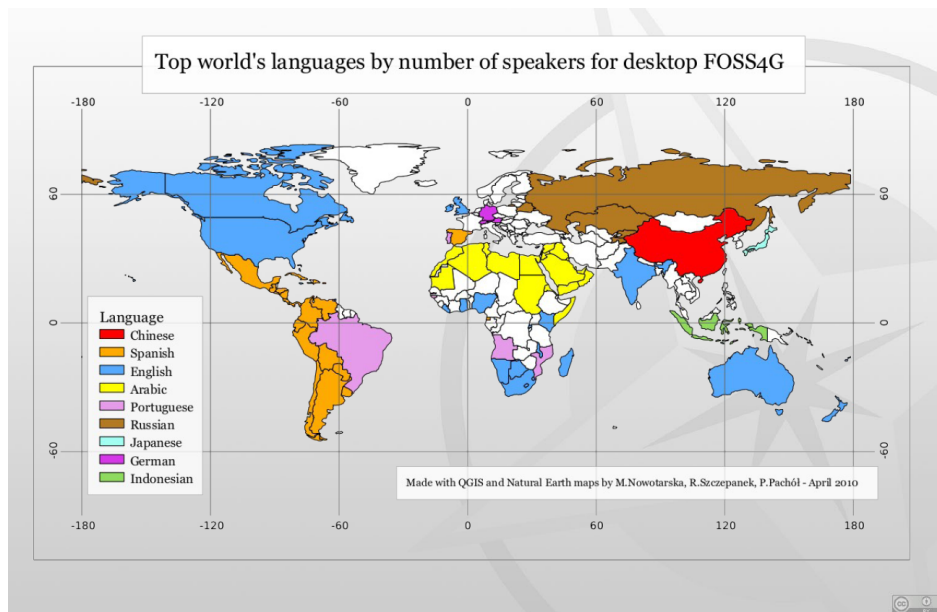 Top world's languages by number of speakers for desktop FOSS4G
-180 -120 -60 0 60 120 180
60 60
Language
Chinese
Spanish
English
Arabic
Portuguese
Russian
Japanese
German
Indonesian
0 0
-60 -60
Made with QGIS and Natural Earth maps by M.Nowotarska, R.Szczepanek, P.Pachół - April 2010
-180 -120 -60 0 60 120 180
cc